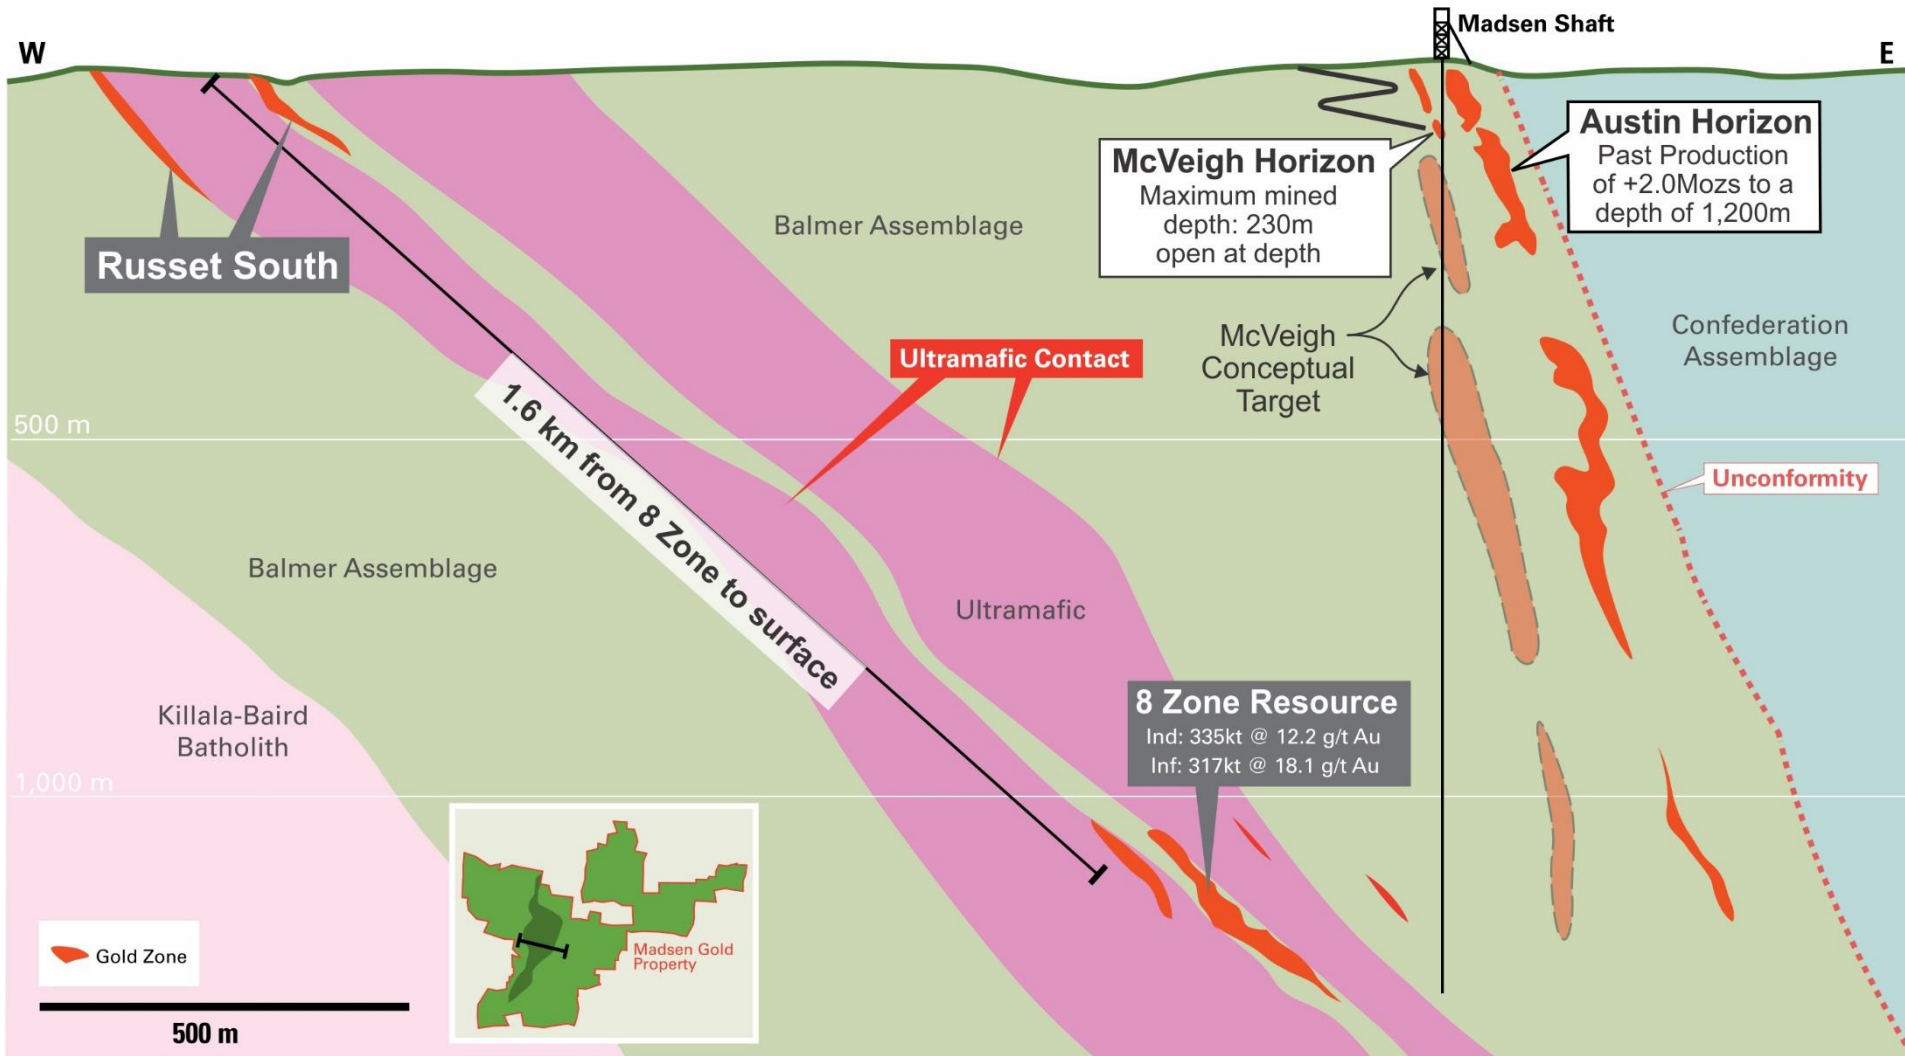 W
Madsen Shaft
E
Austin Horizon
Past Production
of +2.0Mozs to a
depth of 1,200m
McVeigh Horizon
Maximum mined
depth: 230m
open at depth
Balmer Assemblage
Russet South
Confederation
Assemblage
McVeigh
Conceptual
Target
Ultramafic Contact
500 m
1.6 km from 8 Zone to surface
Unconformity
Balmer Assemblage
Ultramafic
8 Zone Resource
Ind: 335kt @ 12.2 g/t Au
Inf: 317kt @ 18.1 g/t Au
Killala-Baird
Batholith
1,000 m
Madsen Gold
Property
Gold Zone
500 m